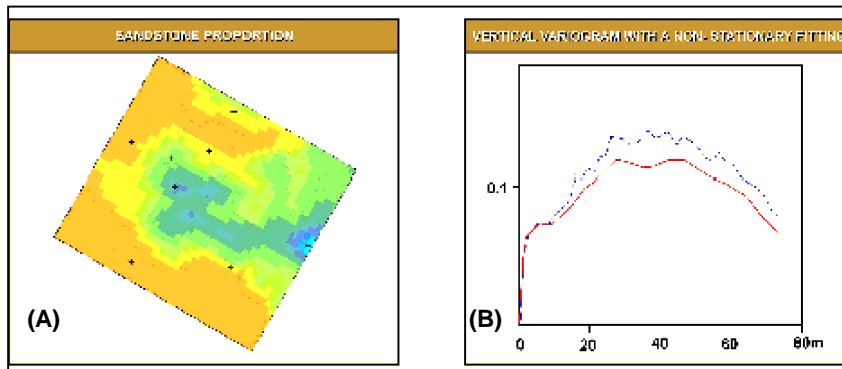 SANDSTONE PROPORTION
(A)
VERTICAL VARIOGRAM WITH A NON- STATIONARY FITTING
0.1
(B)
0 20 40 60 80m